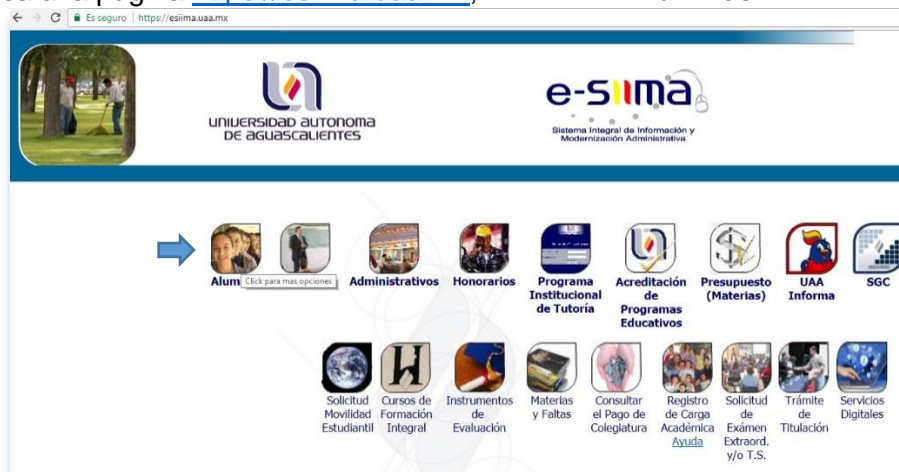 Es seguro | https://esiima.uaa.mx
UNIVERSIDAD AUTONOMA
DE AGUASCALIENTES
e-siima
Sistema Integral de Información y
Modernización Administrativa
Click para mas opciones
Administrativos
Honorarios
Programa
Institucional
de Tutoría
Acreditación
de
Programas
Educativos
Presupuesto
(Materias)
UAA
Informa
SGC
Solicitud
Movilidad
Estudiantil
Cursos de
Formación
Integral
Instrumentos
de
Evaluación
Materias
y Faltas
Consultar
el Pago de
Colegiatura
Registro
de Carga
Académica
Ayuda
Solicitud
de
Exámen
Extraord.
y/o T.S.
Trámite
de
Titulación
Servicios
Digitales